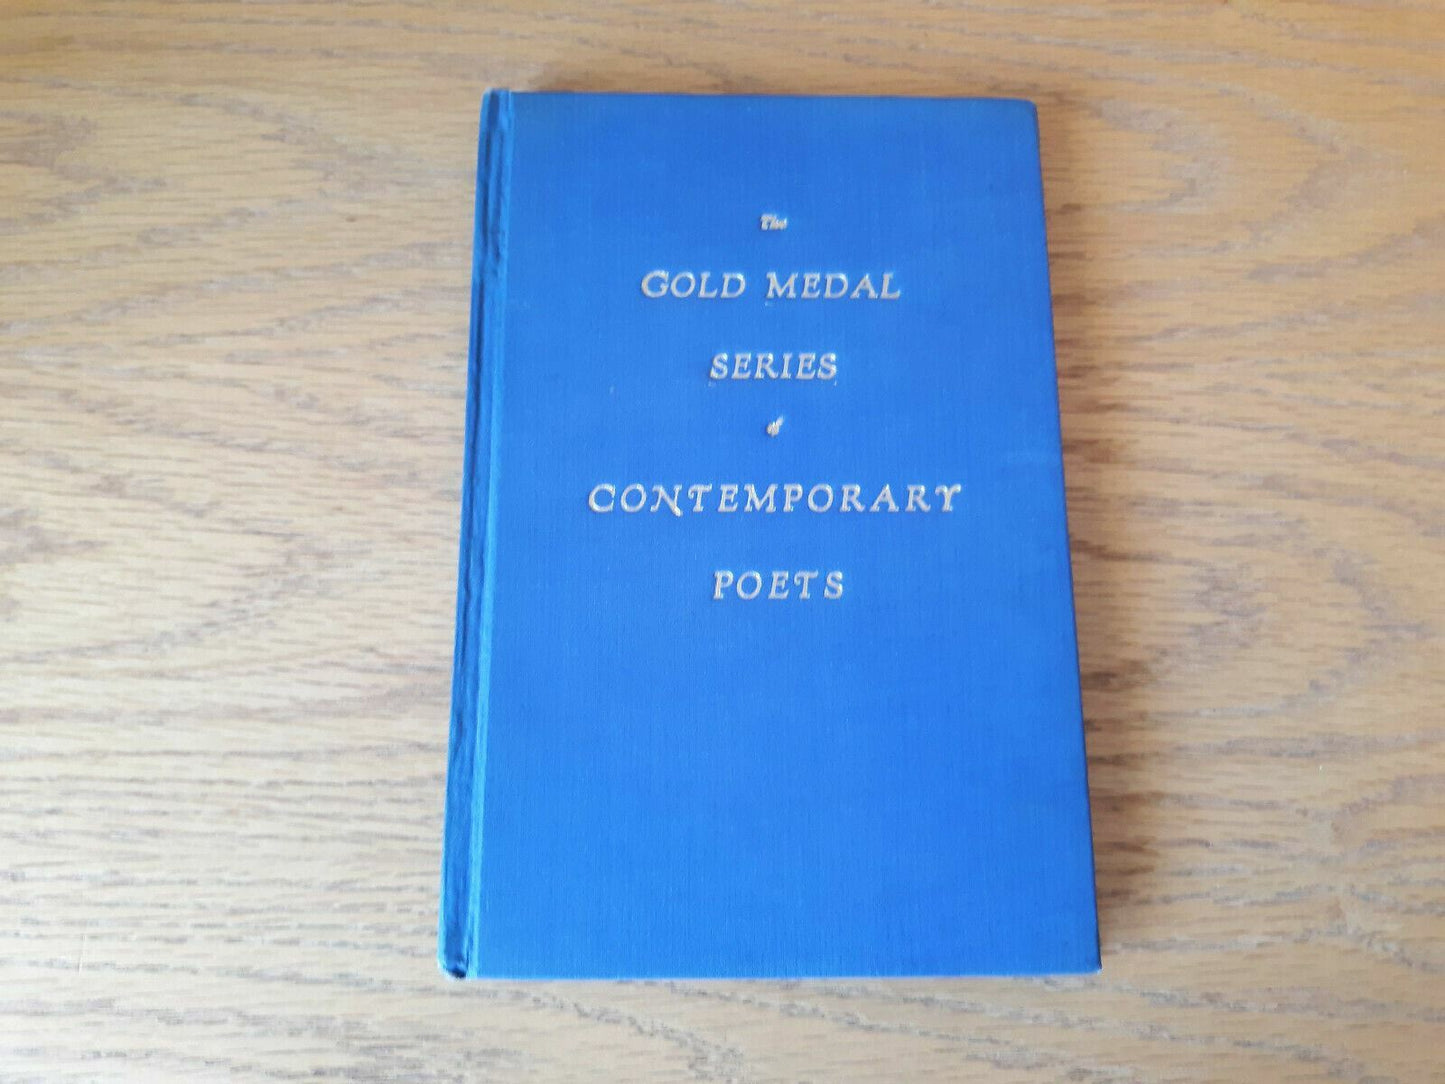 The
GOLD MEDAL
SERIES
of
CONTEMPORARY
POETS